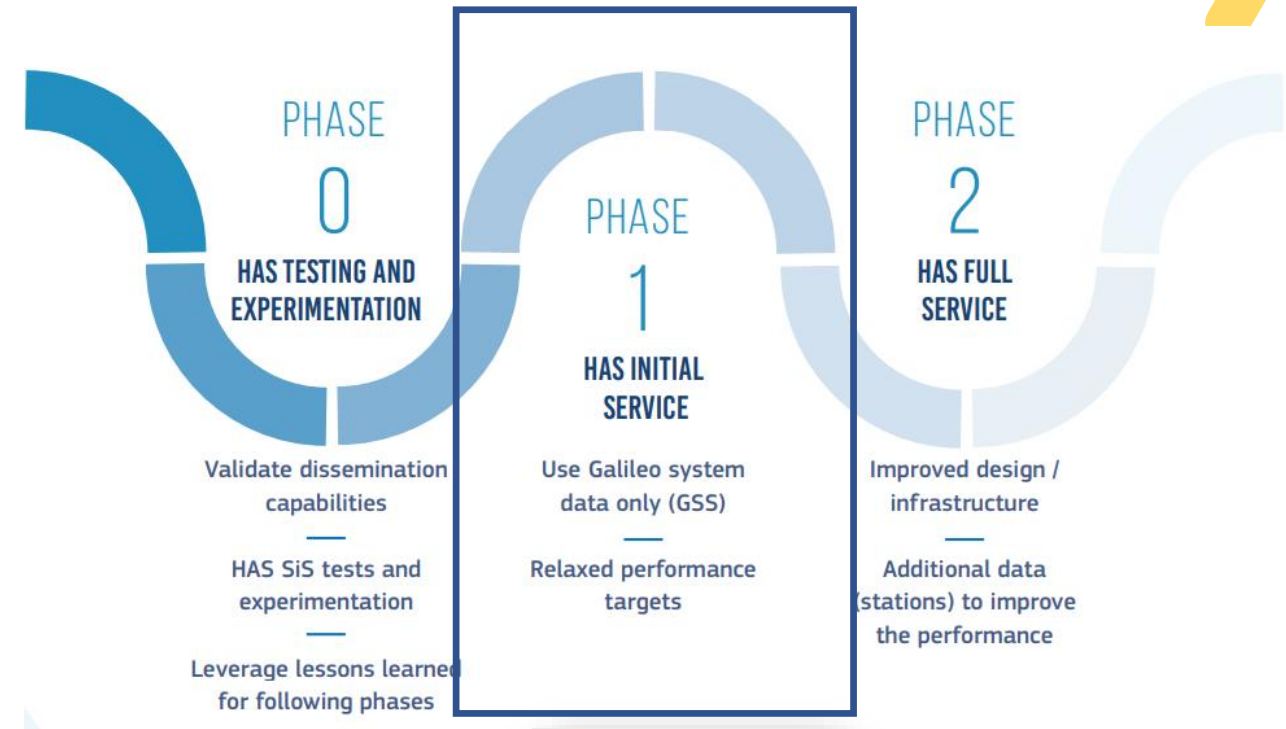 PHASE
0
HAS TESTING AND
EXPERIMENTATION
Validate dissemination
capabilities
HAS SiS tests and
experimentation
Leverage lessons learned
for following phases
PHASE
1
HAS INITIAL
SERVICE
Use Galileo system
data only (GSS)
Relaxed performance
targets
PHASE
2
HAS FULL
SERVICE
Improved design /
infrastructure
Additional data
(stations) to improve
the performance